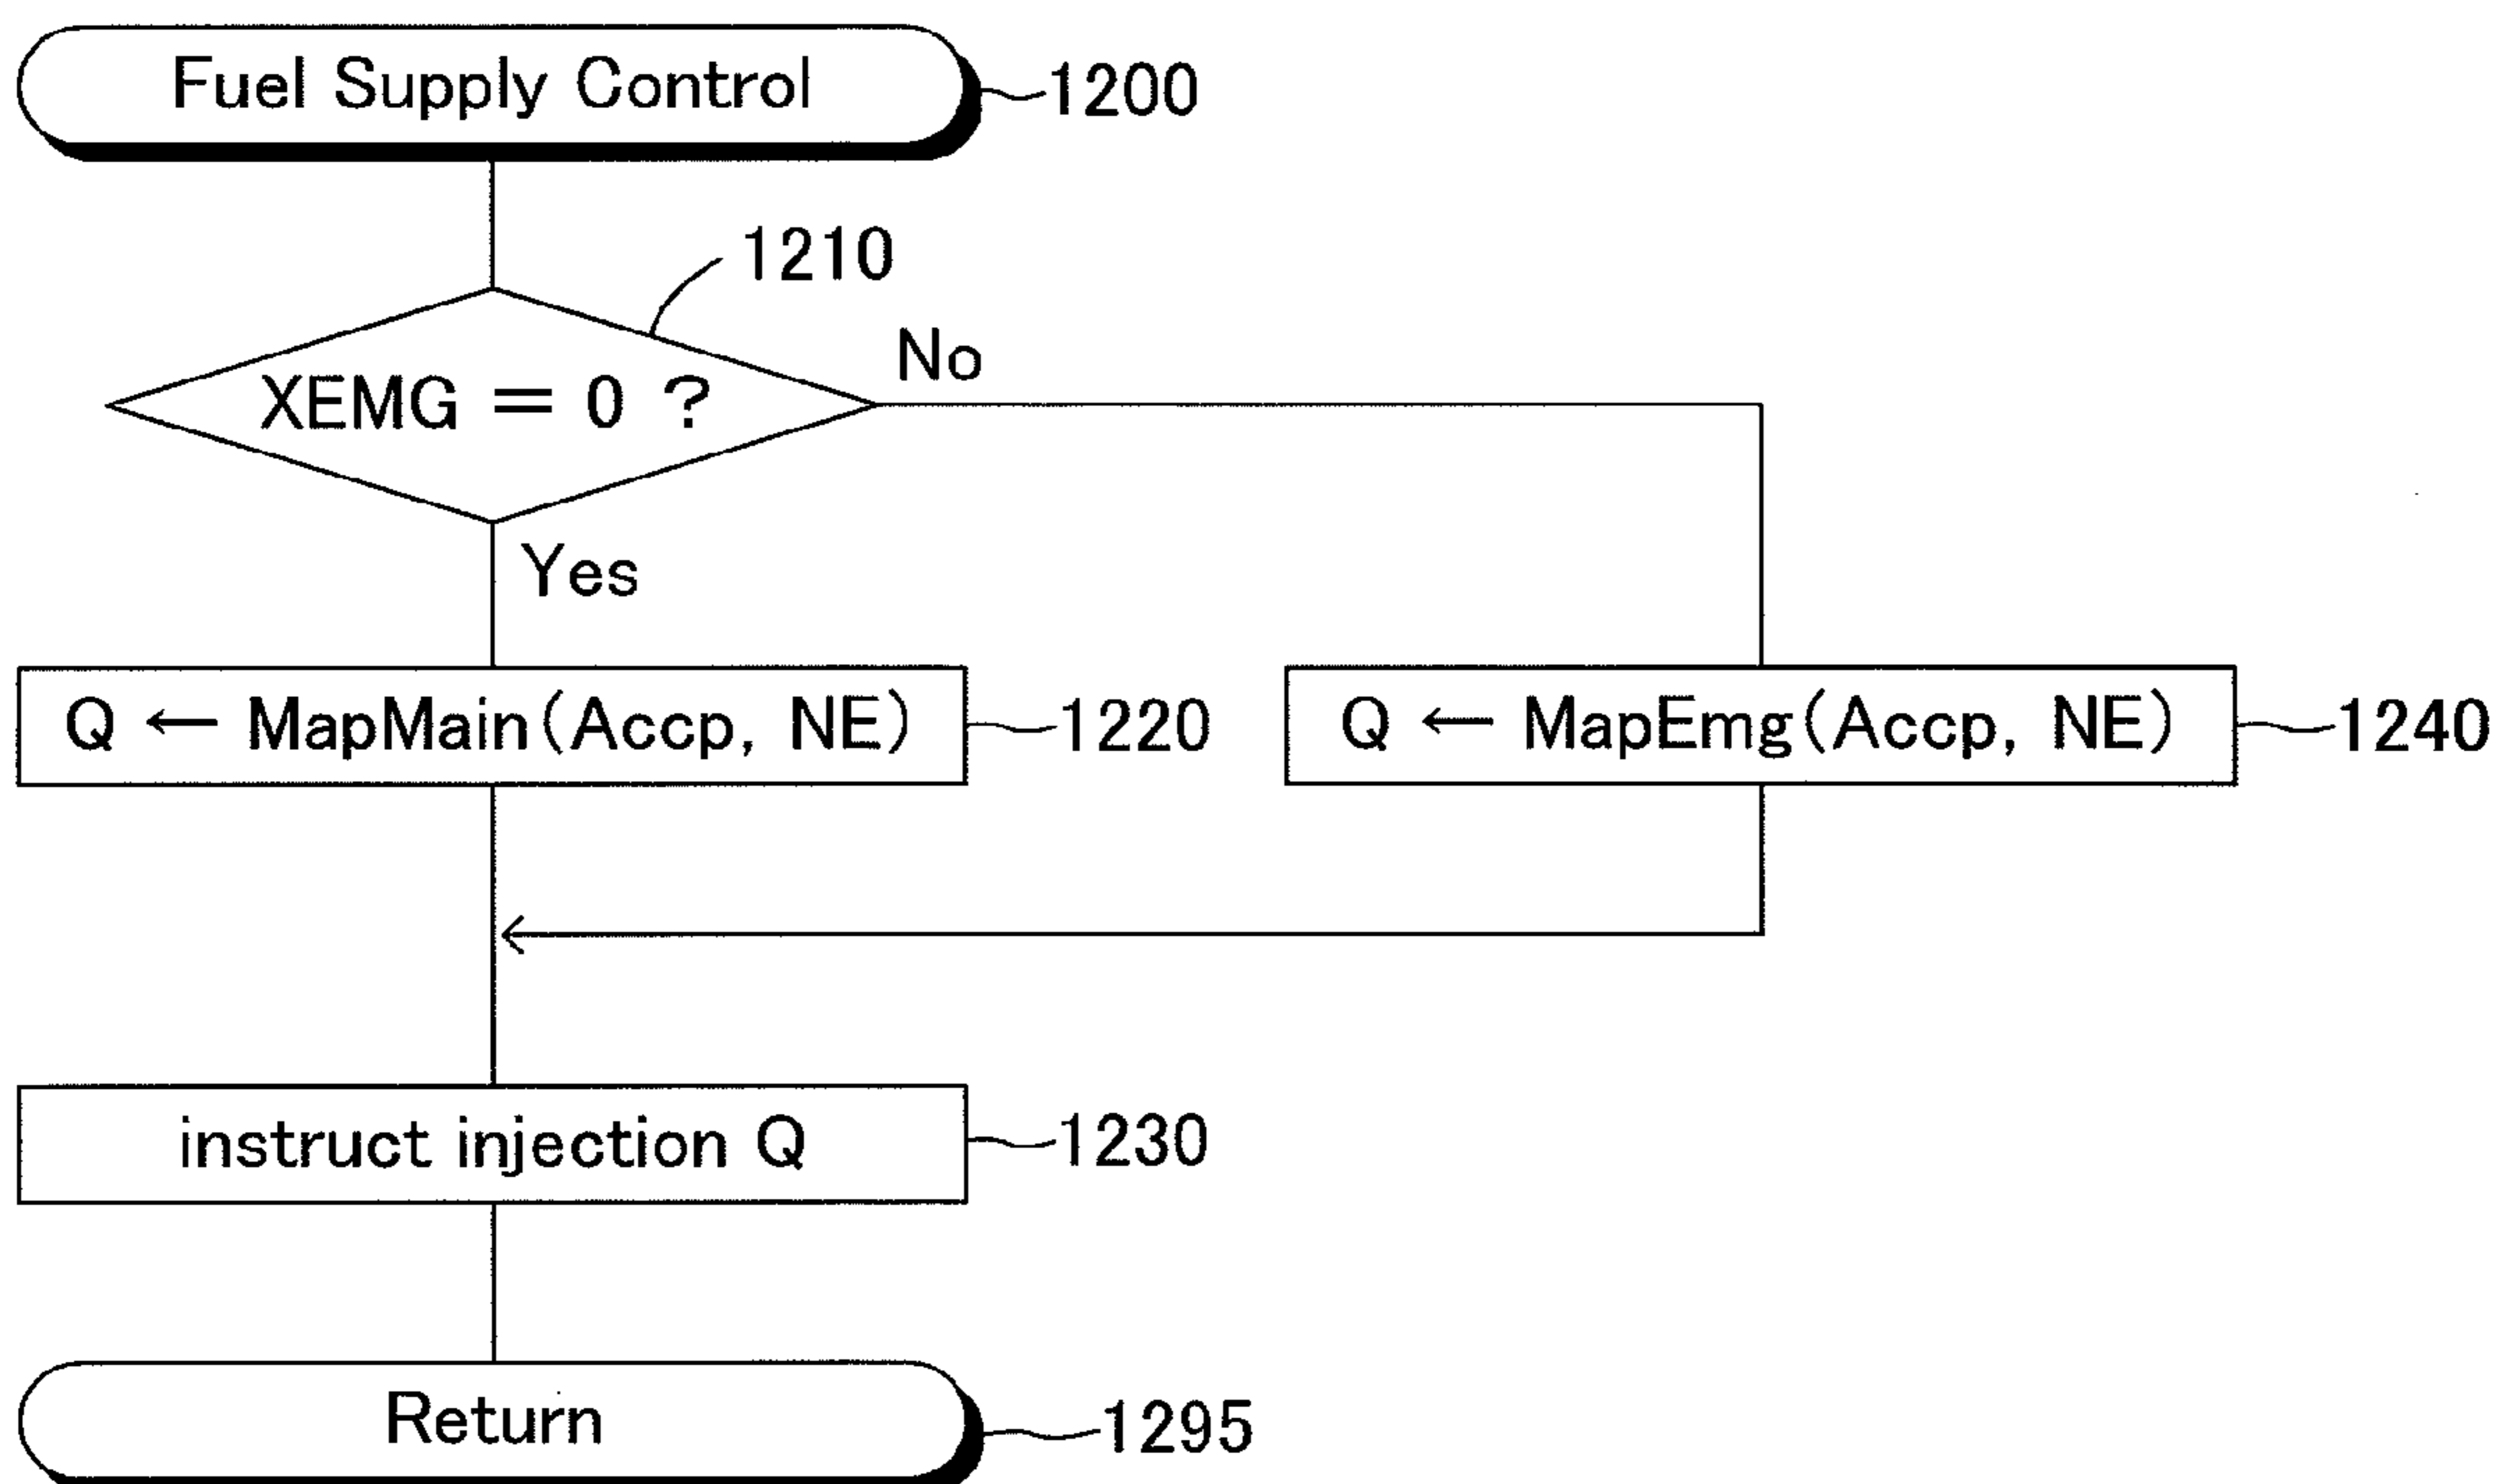 Fuel Supply Control 1200
1210
No
XEMG = 0 ?
Yes
Q ← MapMain(Accp, NE) 1220
Q ← MapEmg(Accp, NE) 1240
instruct injection Q 1230
Return 1295